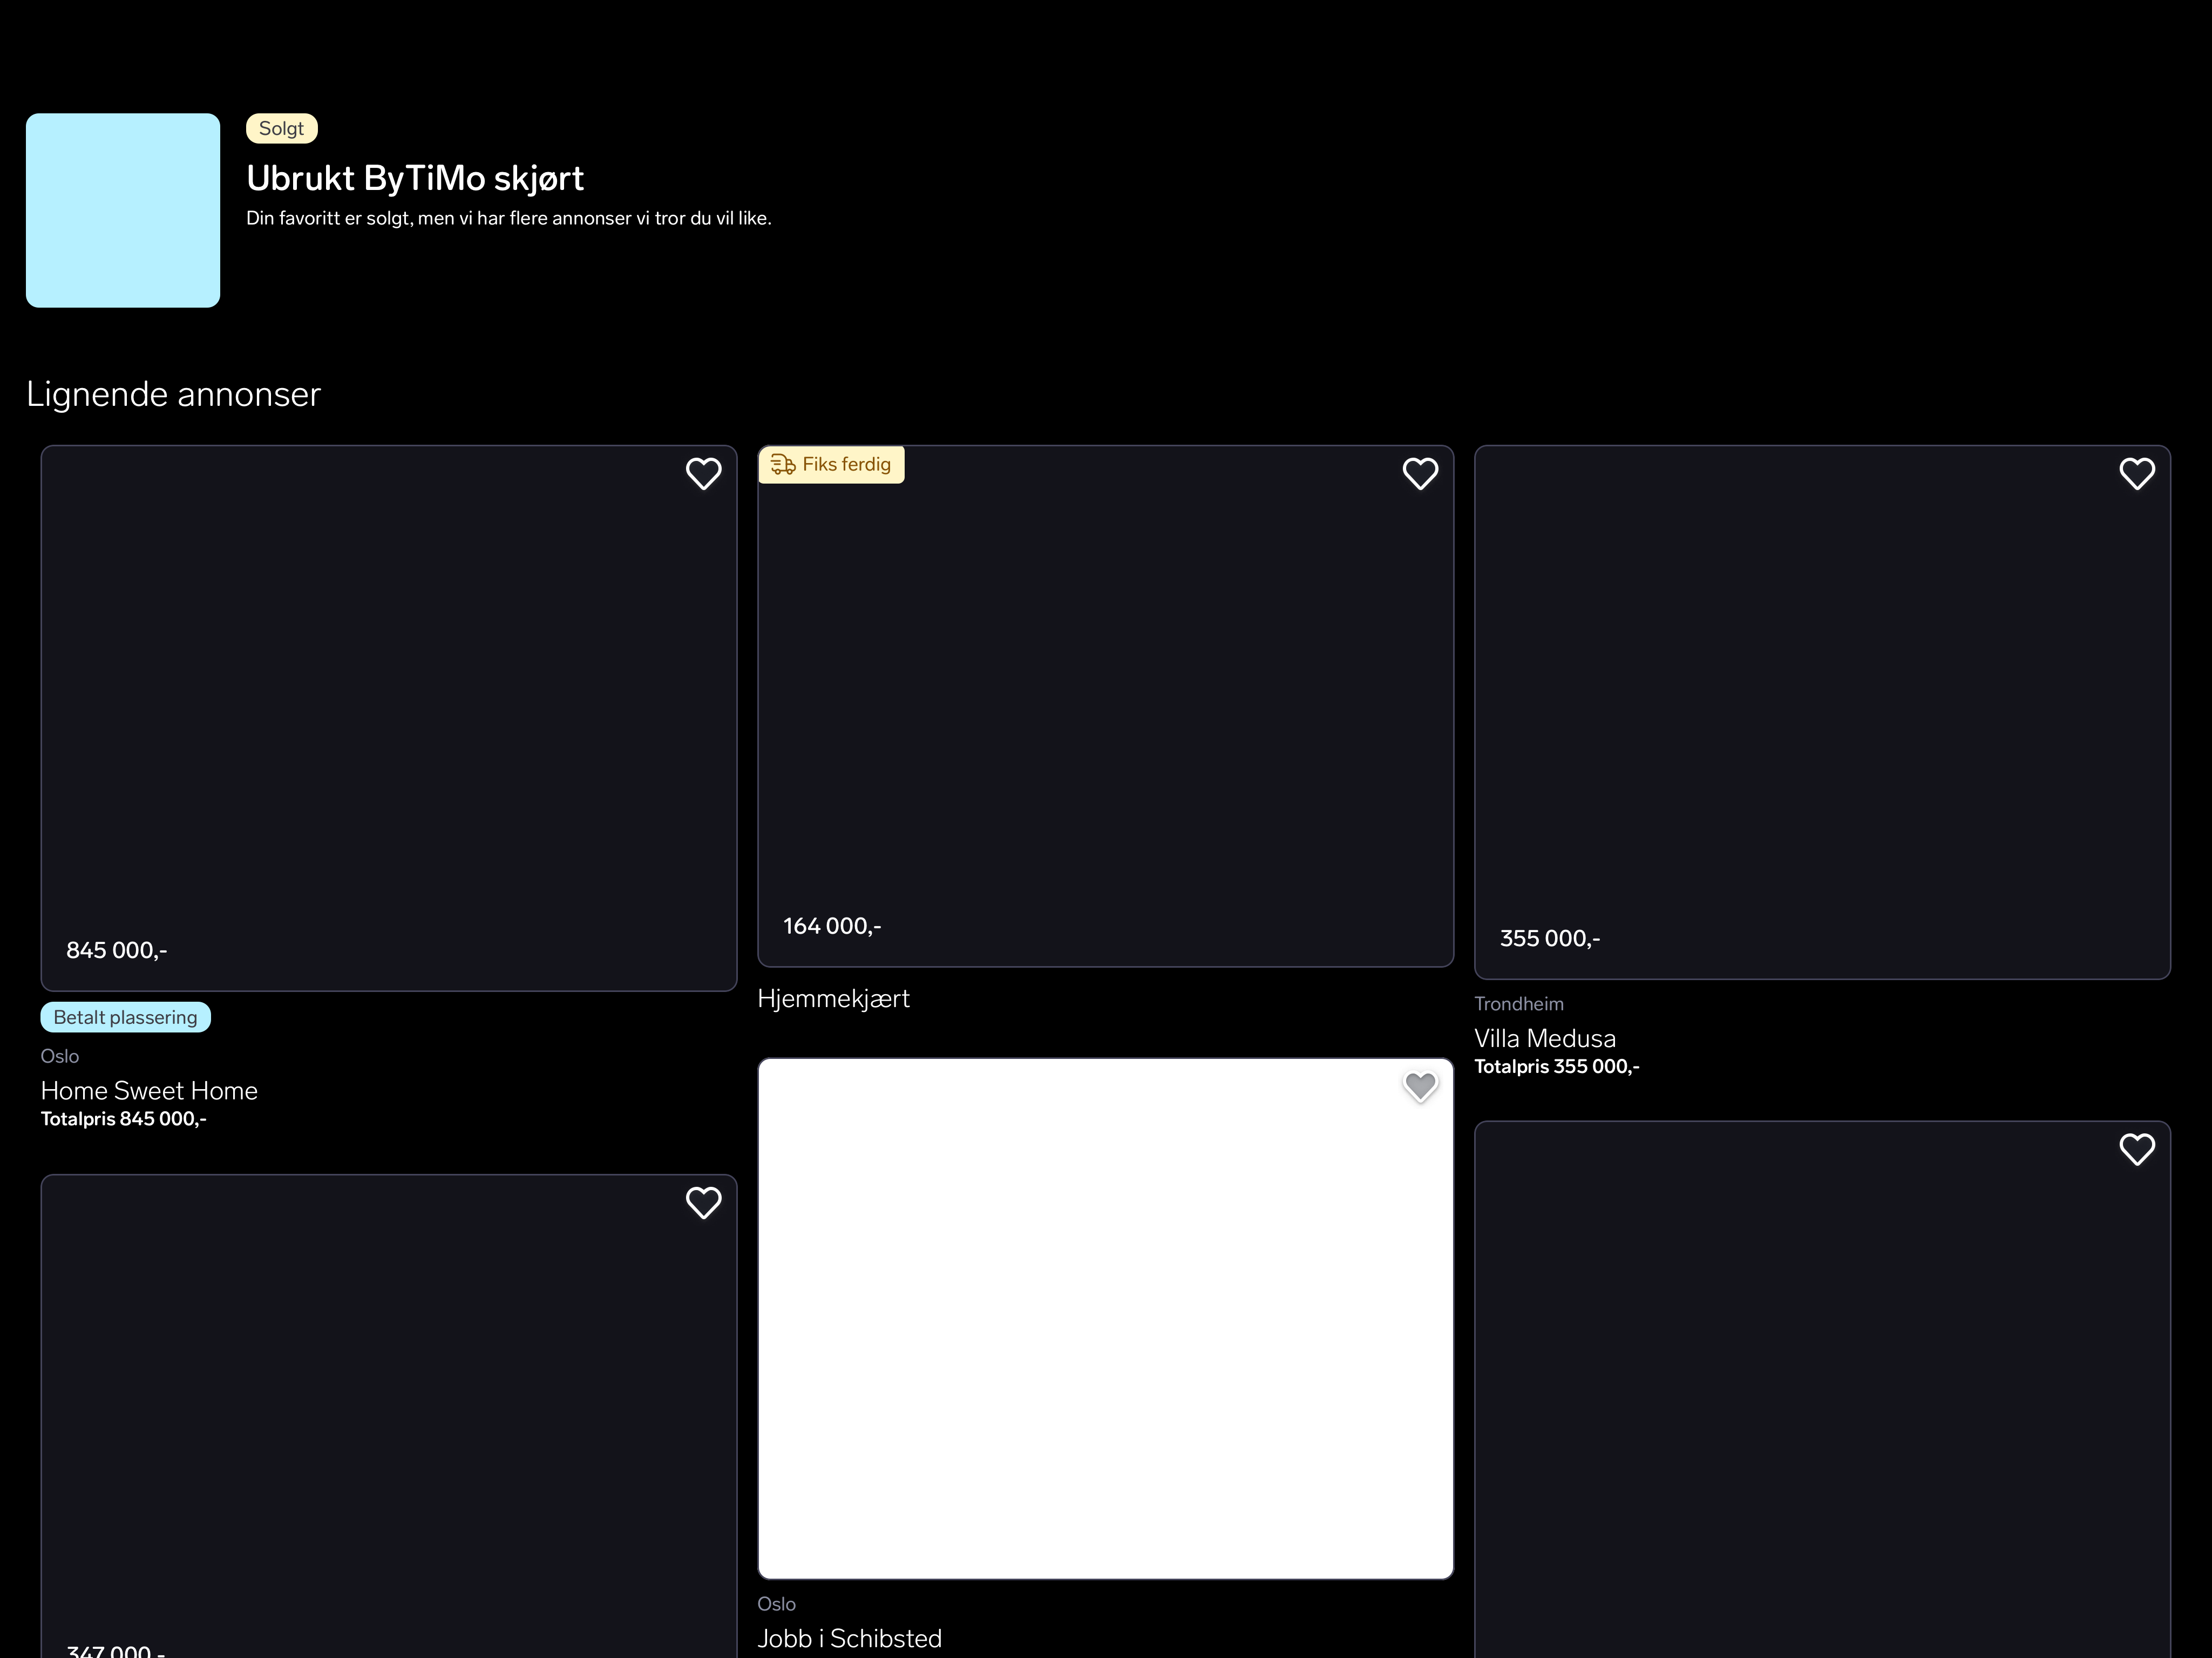 Solgt
Ubrukt ByTiMo skjørt
Din favoritt er solgt, men vi har flere annonser vi tror du vil like.
Lignende annonser
845 000,-
Betalt plassering
Oslo
Home Sweet Home
Totalpris 845 000,-
Fiks ferdig
164 000,-
Hjemmekjært
355 000,-
Trondheim
Villa Medusa
Totalpris 355 000,-
347 000,-
Oslo
Jobb i Schibsted